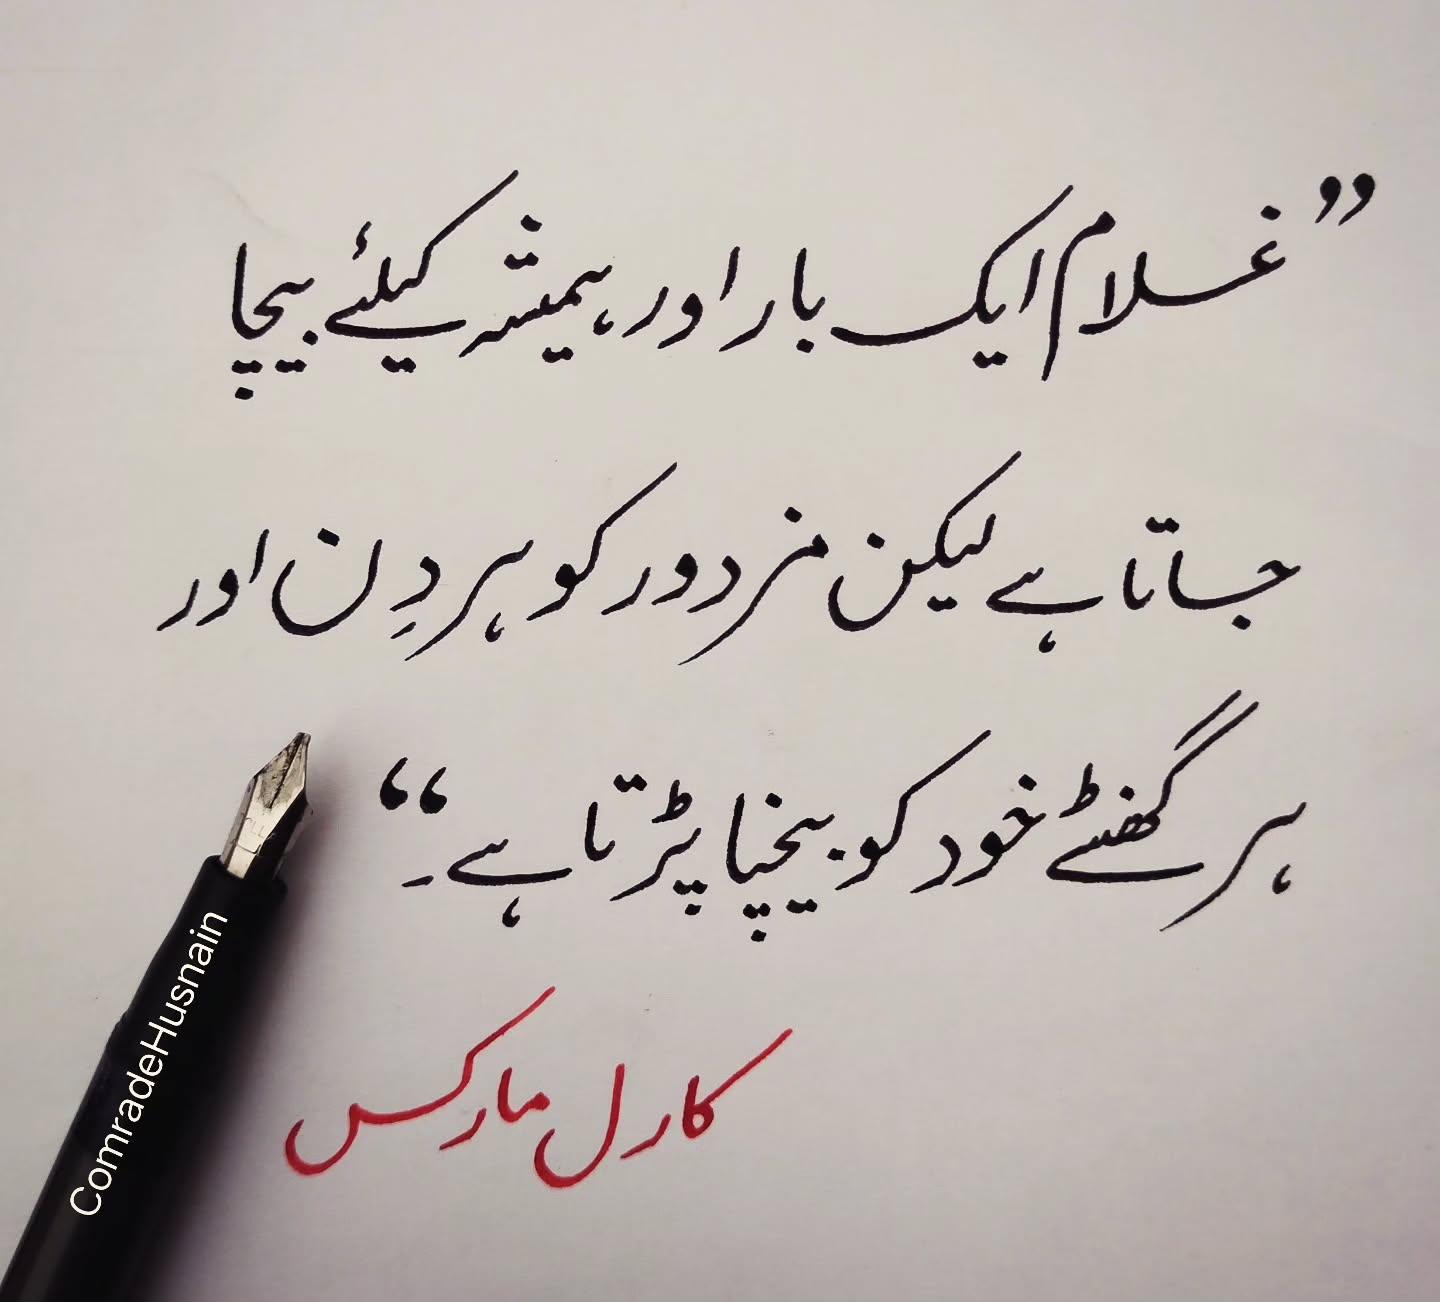 ”غلام ایک بار اور ہمیشہ کیلئے بیچا
جاتا ہے لیکن مزدور کو ہر دِن اور
ہر گھنٹے خود کو بیچنا پڑتا ہے۔“
کارل مارکس
ComradeHusnain